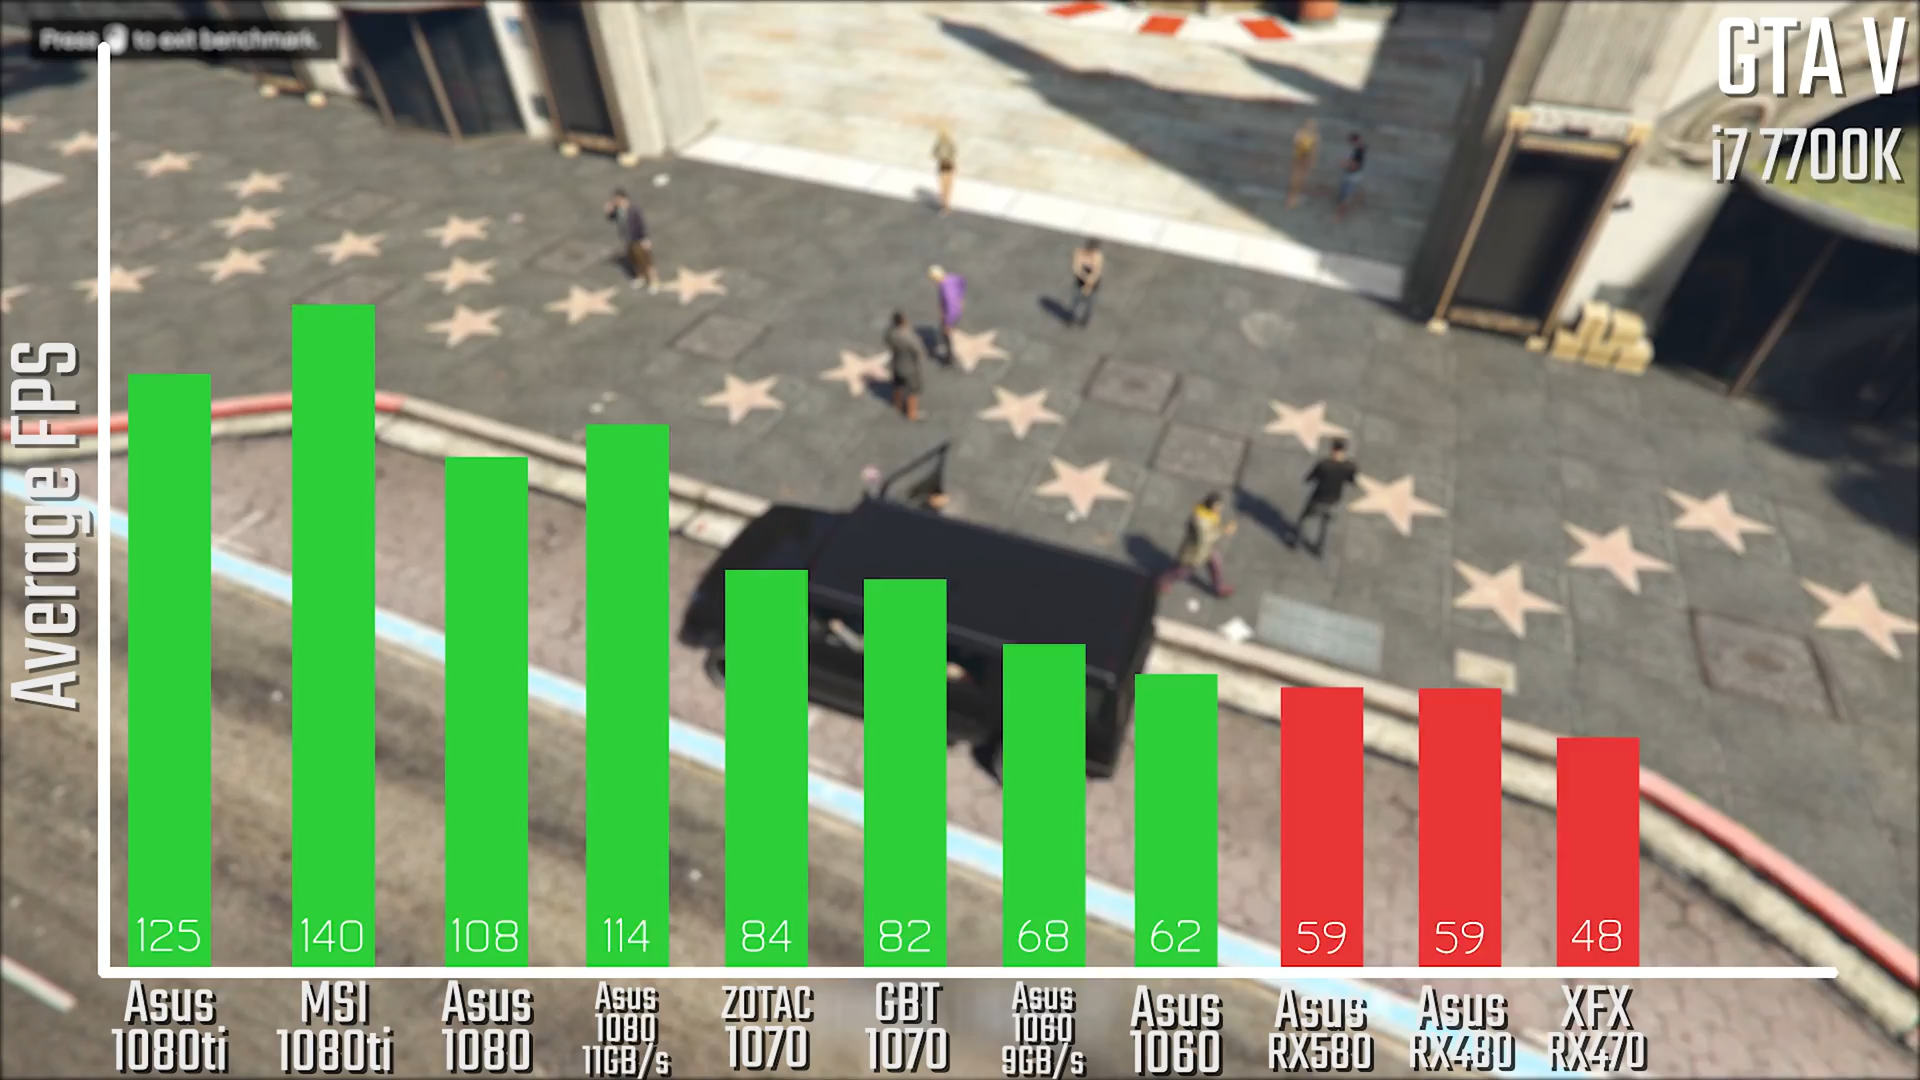 Press to exit benchmark.
GTA V
i7 7700K
Average FPS
125
140
108
114
84
82
68
62
59
59
48
Asus
1080ti
MSI
1080ti
Asus
1080
Asus
1080
11GB/s
ZOTAC
1070
GBT
1070
Asus
1060
9GB/s
Asus
1060
Asus
RX580
Asus
RX480
XFX
RX470